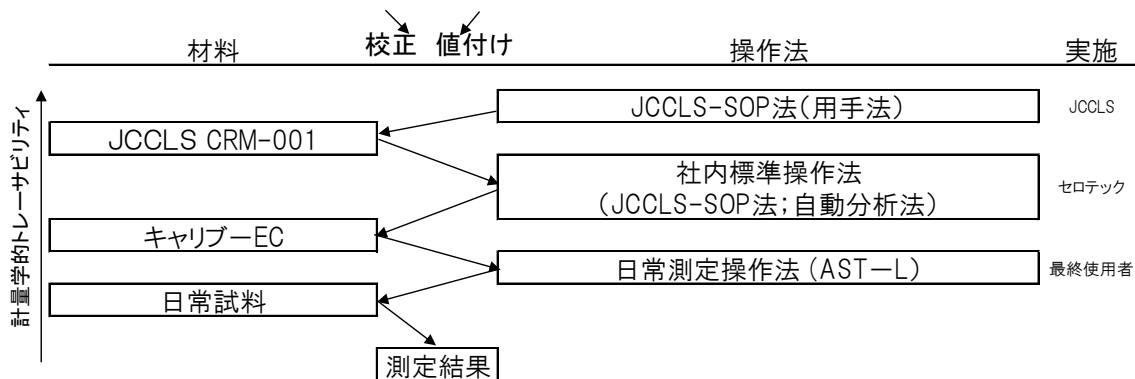 材料
校正 値付け
操作法
実施
計量学的トレーサビリティ
JCCLS-SOP法(用手法)
JCCLS
JCCLS CRM-001
社内標準操作法
(JCCLS-SOP法;自動分析法)
セロテック
キャリブーEC
日常測定操作法 (AST－L)
最終使用者
日常試料
測定結果